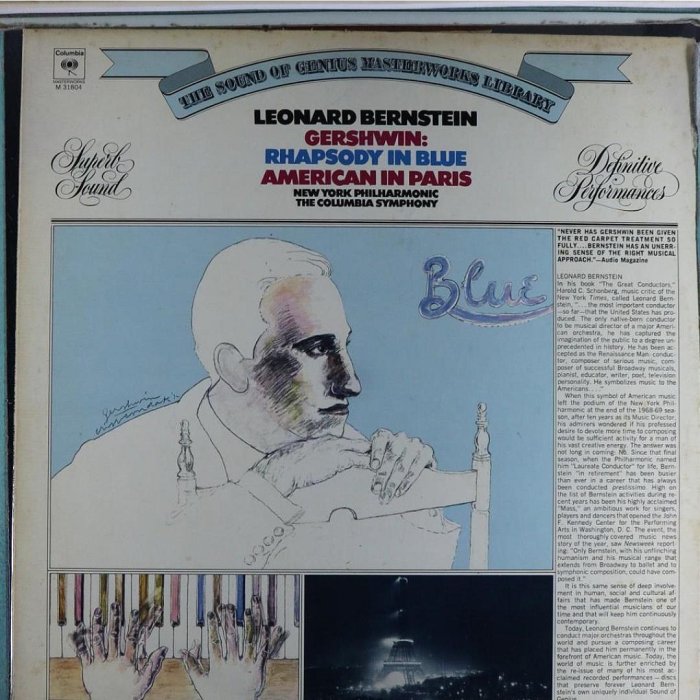 Columbia
MASTERWORKS
M 31804
THE SOUND OF GENIUS MASTERWORKS LIBRARY
LEONARD BERNSTEIN
GERSHWIN:
RHAPSODY IN BLUE
AMERICAN IN PARIS
NEW YORK PHILHARMONIC
THE COLUMBIA SYMPHONY
Superb
Sound
Definitive
Performances
"NEVER HAS GERSHWIN BEEN GIVEN
THE RED CARPET TREATMENT SO
FULLY....BERNSTEIN HAS AN UNERR-
ING SENSE OF THE RIGHT MUSICAL
APPROACH."—Audio Magazine
Blue
gershwin
LEONARD BERNSTEIN
In his book "The Great Conductors,"
Harold C. Schonberg, music critic of the
New York Times, called Leonard Bern-
stein, "... the most important conductor
—so far—that the United States has pro-
duced. The only native-born conductor
to be musical director of a major Ameri-
can orchestra, he has captured the
imagination of the public to a degree un-
precedented in history. He has been ac-
cepted as the Renaissance Man: conduc-
tor, composer of serious music, com-
poser of successful Broadway musicals,
pianist, educator, writer, poet, television
personality. He symbolizes music to the
Americans. . . ."
When this symbol of American music
left the podium of the New York Phil-
harmonic at the end of the 1968-69 sea-
son, after ten years as its Music Director,
his admirers wondered if his professed
desire to devote more time to composing
would be sufficient activity for a man of
his vast creative energy. The answer was
not long in coming: No. Since that final
season, when the Philharmonic named
him "Laureate Conductor" for life, Bern-
stein "in retirement" has been busier
than ever in a career that has always
been conducted prestissimo. High on
the list of Bernstein activities during re-
cent years has been his highly acclaimed
"Mass," an ambitious work for singers,
players and dancers that opened the John
F. Kennedy Center for the Performing
Arts in Washington, D. C. The event, the
most thoroughly covered music news
story of the year, saw Newsweek report-
ing: "Only Bernstein, with his unflinching
humanism and his musical range that
extends from Broadway to ballet and to
symphonic composition, could have com-
posed it."
It is this same sense of deep involve-
ment in human, social and cultural af-
fairs that has made Bernstein one of
the most influential musicians of our
time and that will keep him continuously
contemporary.
Today, Leonard Bernstein continues to
conduct major orchestras throughout the
world and pursue a composing career
that has placed him permanently in the
forefront of American music. Today, the
world of music is further enriched by
the re-issue of many of his most ac-
claimed recorded performances—discs
that preserve forever Leonard Bern-
stein's own uniquely individual Sound of